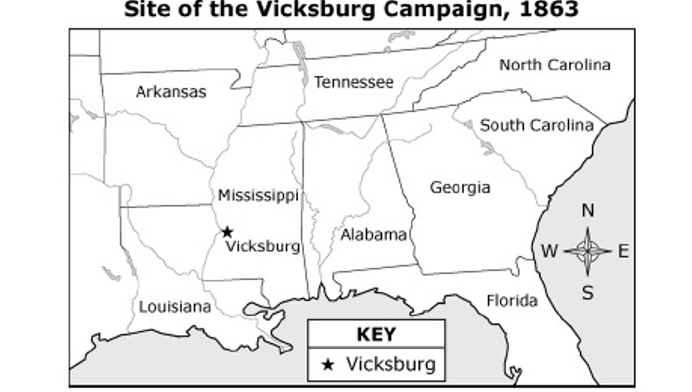 Site of the Vicksburg Campaign, 1863
North Carolina
Tennessee
Arkansas
South Carolina
Mississippi
Georgia
N
Vicksburg
Alabama
W E
S
Louisiana
Florida
KEY
Vicksburg